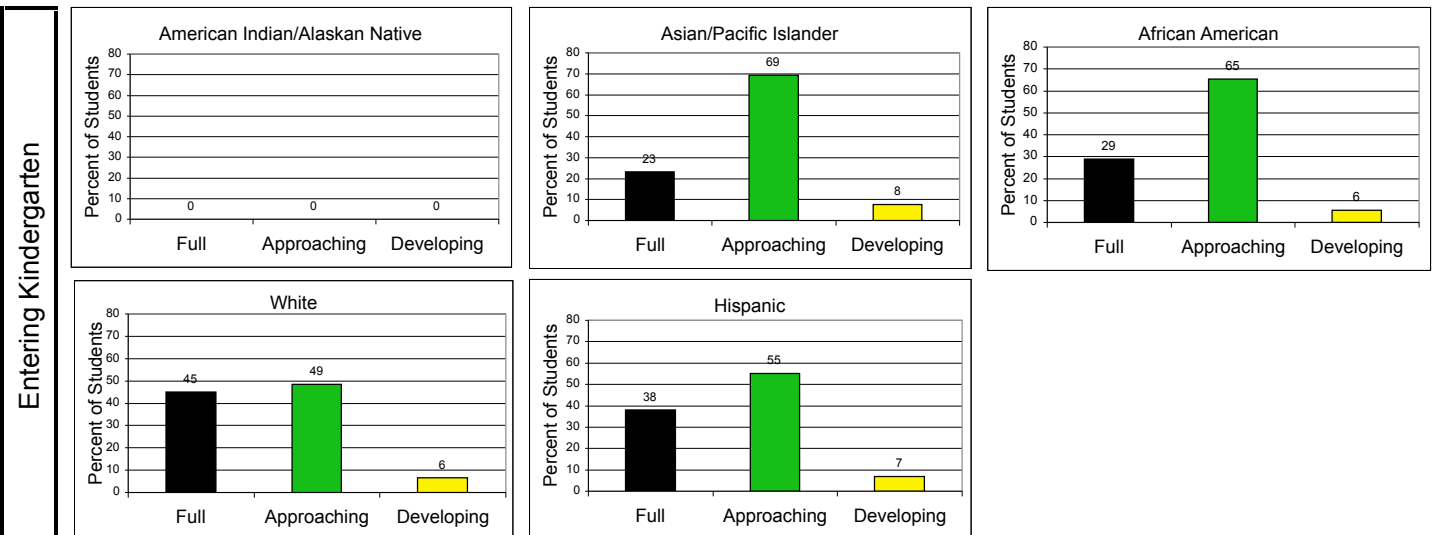 Entering Kindergarten
American Indian/Alaskan Native
Percent of Students
80
70
60
50
40
30
20
10
0
0 0 0
Full Approaching Developing
Asian/Pacific Islander
Percent of Students
80
70
60
50
40
30
20
10
0
23 69 8
Full Approaching Developing
African American
Percent of Students
80
70
60
50
40
30
20
10
0
29 65 6
Full Approaching Developing
White
Percent of Students
80
70
60
50
40
30
20
10
0
45 49 6
Full Approaching Developing
Hispanic
Percent of Students
80
70
60
50
40
30
20
10
0
38 55 7
Full Approaching Developing